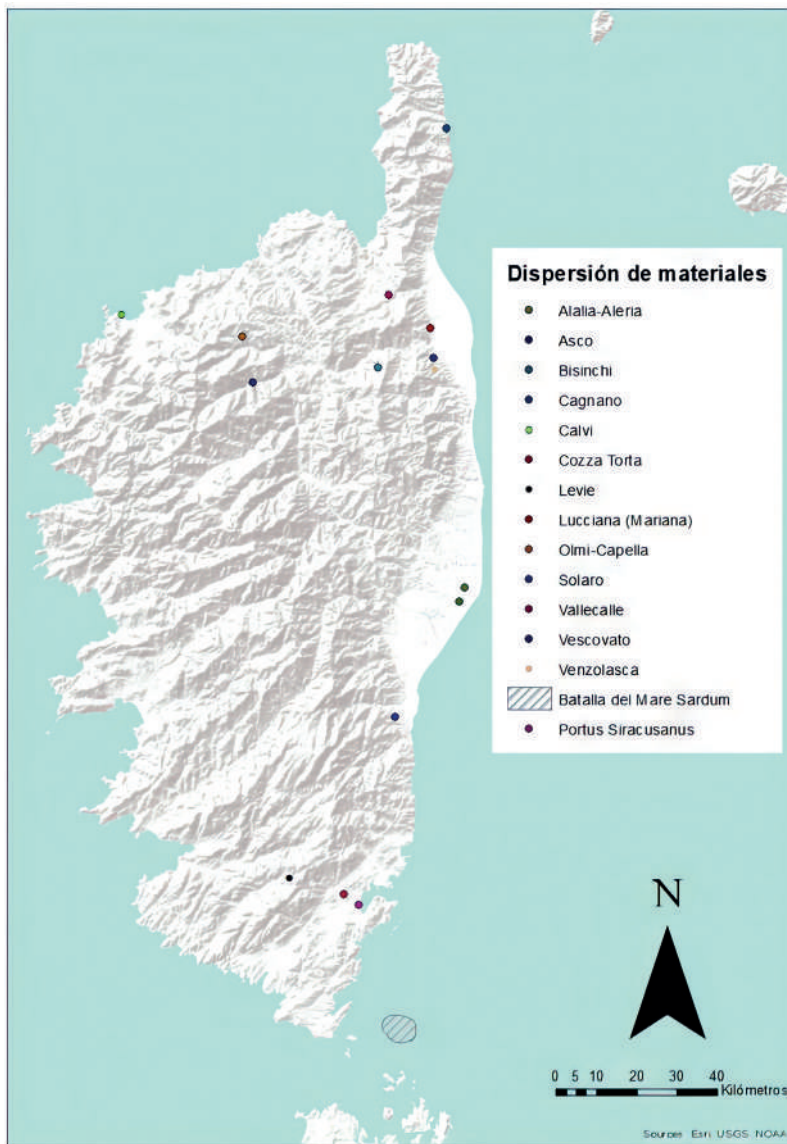 Dispersión de materiales
Alalia-Aleria
Asco
Bisinchi
Cagnano
Calvi
Cozza Torta
Levie
Lucciana (Mariana)
Olmi-Capella
Solaro
Vallecalle
Vescovato
Venzolasca
Batalla del Mare Sardum
Portus Siracusanus
N
0 5 10 20 30 40
Kilómetros
Sources: Esri, USGS, NOAA